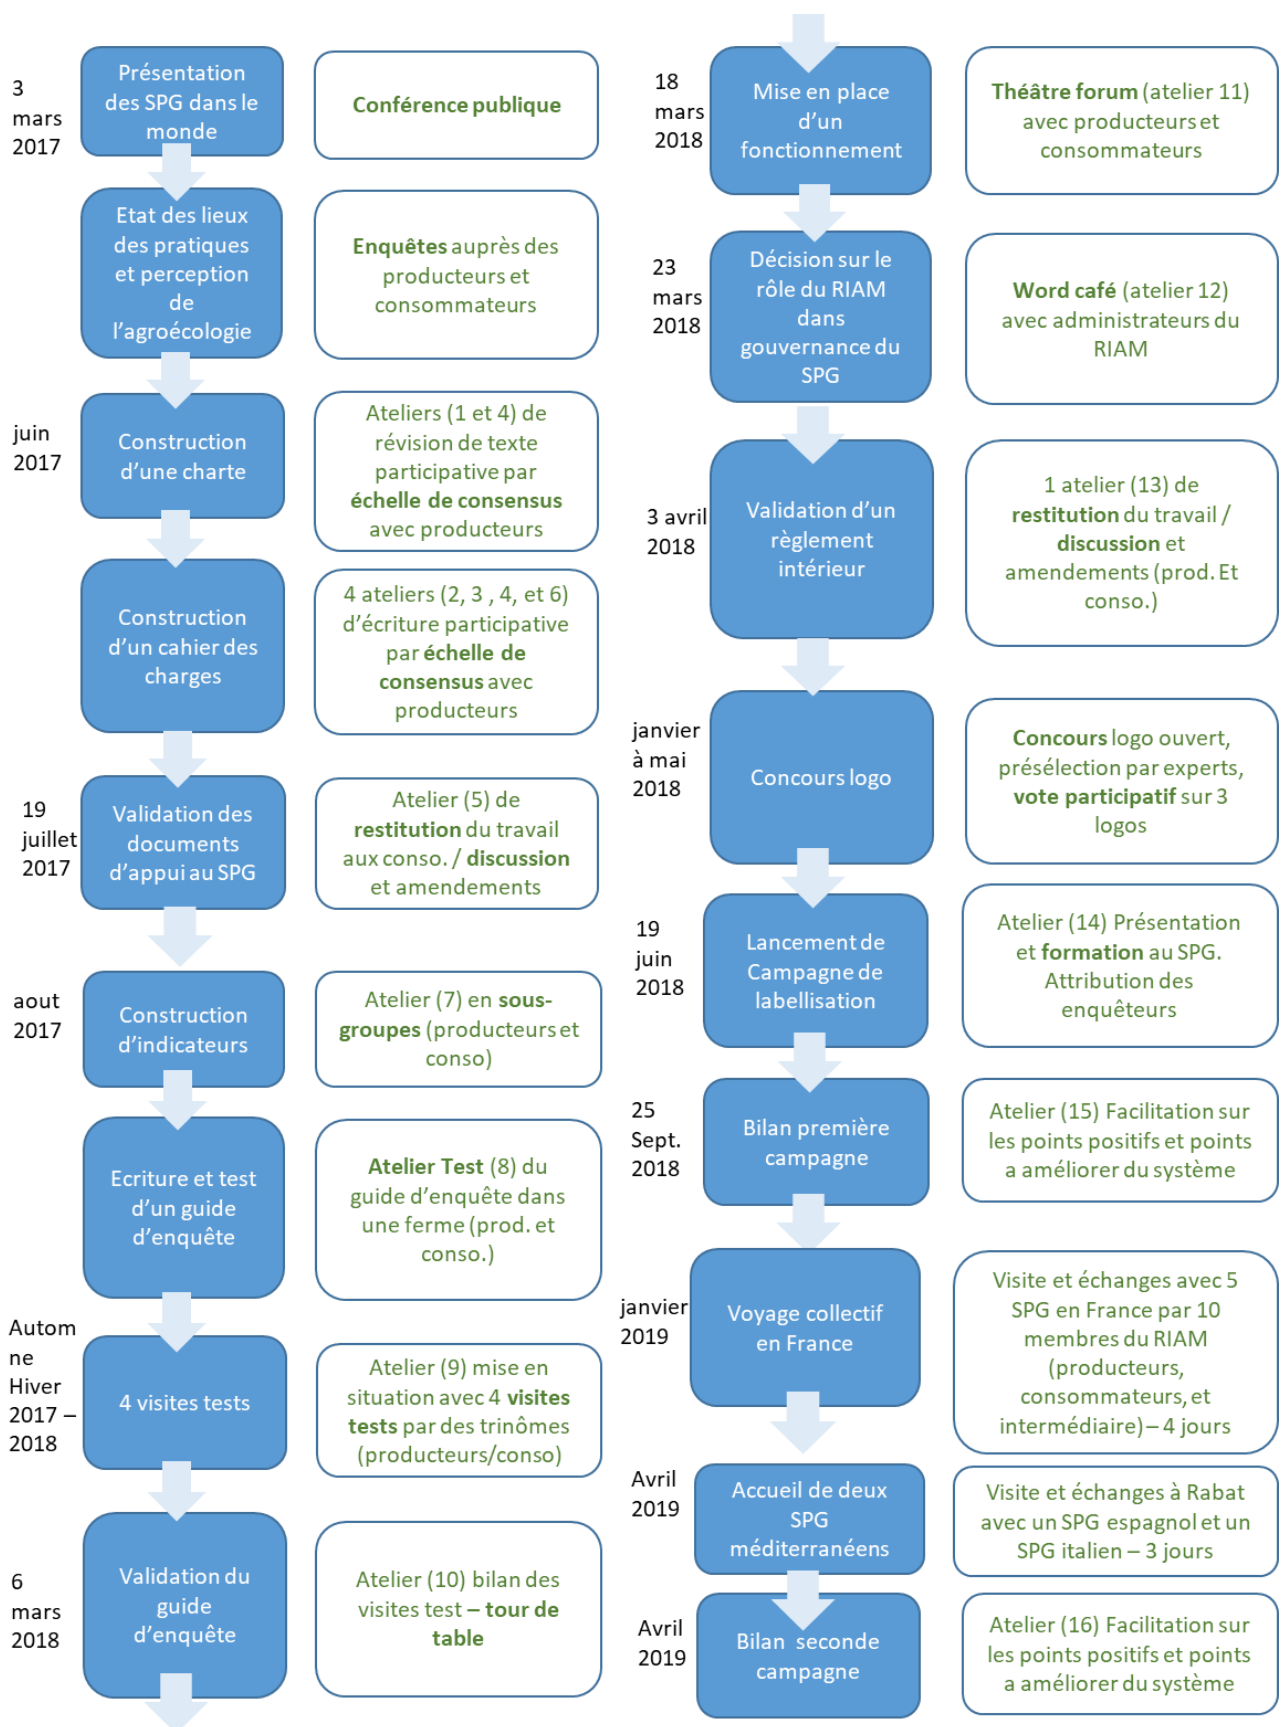 3
mars
2017
Présentation
des SPG dans le
monde
Conférence publique
Etat des lieux
des pratiques
et perception
de
l’agroécologie
Enquêtes auprès des
producteurs et
consommateurs
juin
2017
Construction
d’une charte
Ateliers (1 et 4) de
révision de texte
participative par
échelle de consensus
avec producteurs
Construction
d’un cahier des
charges
4 ateliers (2, 3 , 4, et 6)
d’écriture participative
par échelle de
consensus avec
producteurs
19
juillet
2017
Validation des
documents
d’appui au SPG
Atelier (5) de
restitution du travail
aux conso. / discussion
et amendements
aout
2017
Construction
d’indicateurs
Atelier (7) en sous-
groupes (producteurs et
conso)
Ecriture et test
d’un guide
d’enquête
Atelier Test (8) du
guide d’enquête dans
une ferme (prod. et
conso.)
Autom
ne
Hiver
2017 –
2018
4 visites tests
Atelier (9) mise en
situation avec 4 visites
tests par des trinômes
(producteurs/conso)
6
mars
2018
Validation du
guide
d’enquête
Atelier (10) bilan des
visites test – tour de
table
18
mars
2018
Mise en place
d’un
fonctionnement
Théâtre forum (atelier 11)
avec producteurs et
consommateurs
23
mars
2018
Décision sur le
rôle du RIAM
dans
gouvernance du
SPG
Word café (atelier 12)
avec administrateurs du
RIAM
3 avril
2018
Validation d’un
règlement
intérieur
1 atelier (13) de
restitution du travail /
discussion et
amendements (prod. Et
conso.)
janvier
à mai
2018
Concours logo
Concours logo ouvert,
présélection par experts,
vote participatif sur 3
logos
19
juin
2018
Lancement de
Campagne de
labellisation
Atelier (14) Présentation
et formation au SPG.
Attribution des
enquêteurs
25
Sept.
2018
Bilan première
campagne
Atelier (15) Facilitation sur
les points positifs et points
a améliorer du système
janvier
2019
Voyage collectif
en France
Visite et échanges avec 5
SPG en France par 10
membres du RIAM
(producteurs,
consommateurs, et
intermédiaire) – 4 jours
Avril
2019
Accueil de deux
SPG
méditerranéens
Visite et échanges à Rabat
avec un SPG espagnol et un
SPG italien – 3 jours
Avril
2019
Bilan seconde
campagne
Atelier (16) Facilitation sur
les points positifs et points
a améliorer du système